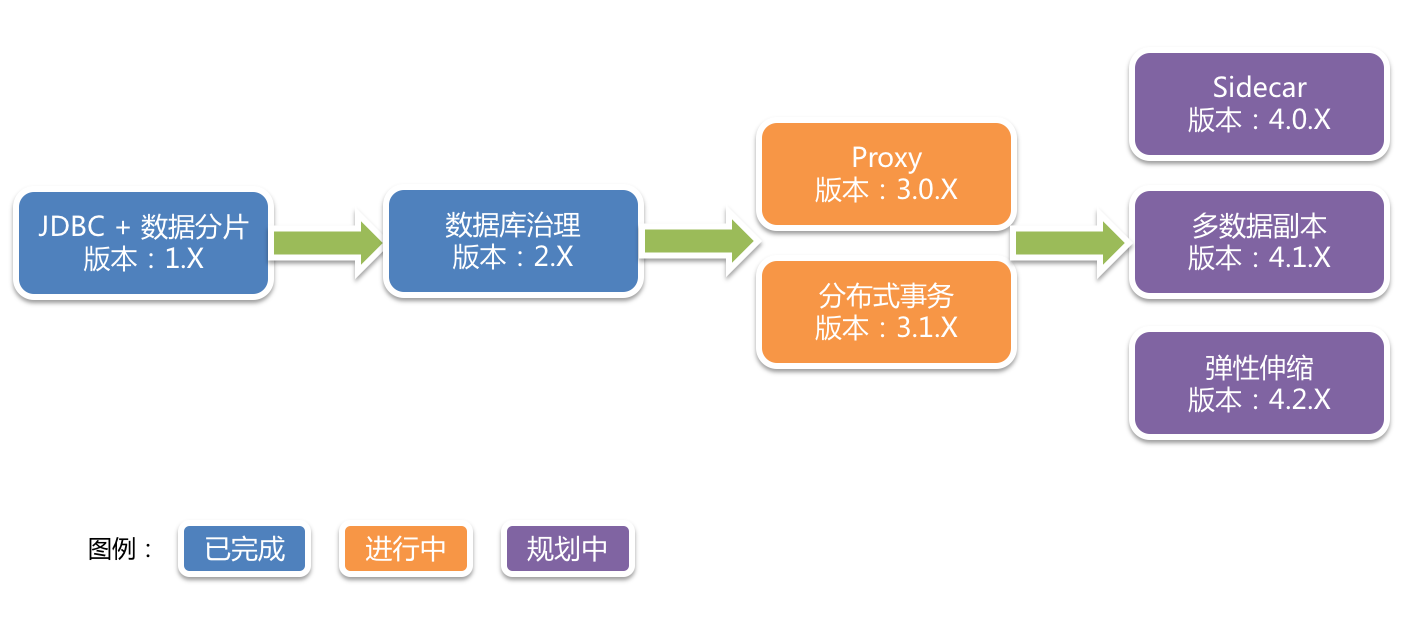 JDBC + 数据分片
版本：1.X
数据库治理
版本：2.X
Proxy
版本：3.0.X
分布式事务
版本：3.1.X
Sidecar
版本：4.0.X
多数据副本
版本：4.1.X
弹性伸缩
版本：4.2.X
图例：
已完成
进行中
规划中